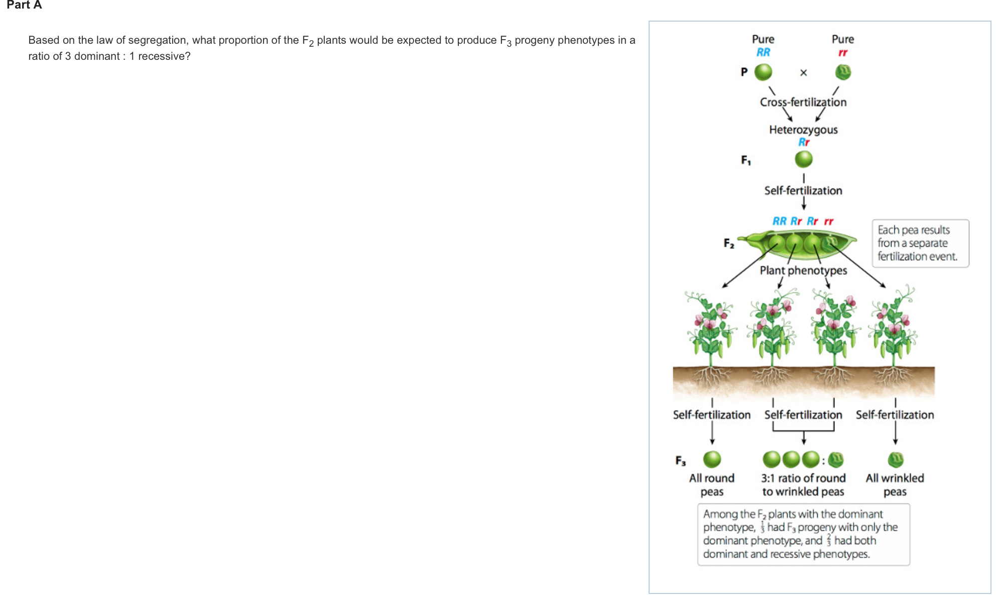 Part A
Based on the law of segregation, what proportion of the F₂ plants would be expected to produce F₃ progeny phenotypes in a
ratio of 3 dominant : 1 recessive?
Pure Pure
RR rr
P ×
Cross-fertilization
Heterozygous
Rr
F₁
Self-fertilization
RR Rr Rr rr
F₂
Each pea results
from a separate
fertilization event.
Plant phenotypes
Self-fertilization Self-fertilization Self-fertilization
F₃ :
All round
peas
3:1 ratio of round
to wrinkled peas
All wrinkled
peas
Among the F₂ plants with the dominant
phenotype, 1/3 had F₃ progeny with only the
dominant phenotype, and 2/3 had both
dominant and recessive phenotypes.